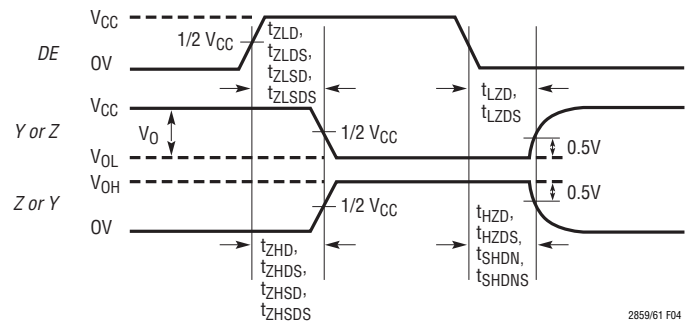 DE
VCC
1/2 VCC
0V
tZLD,
tZLDS,
tZLSD,
tZLSDS
tLZD,
tLZDS
Y or Z
VCC
VO
VOL
1/2 VCC
0.5V
Z or Y
VOH
0V
1/2 VCC
0.5V
tZHD,
tZHDS,
tZHSD,
tZHSDS
tHZD,
tHZDS,
tSHDN,
tSHDNS
2859/61 F04